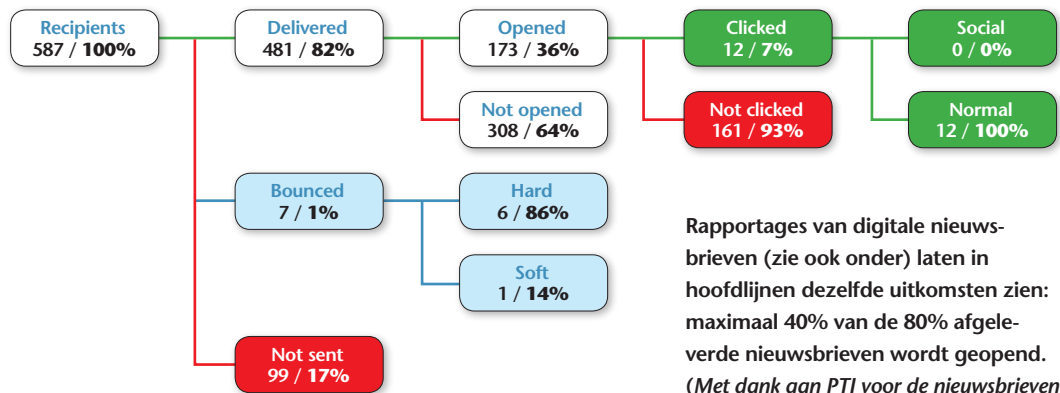 Recipients
587 / 100%
Delivered
481 / 82%
Opened
173 / 36%
Clicked
12 / 7%
Social
0 / 0%
Not opened
308 / 64%
Not clicked
161 / 93%
Normal
12 / 100%
Bounced
7 / 1%
Hard
6 / 86%
Soft
1 / 14%
Not sent
99 / 17%
Rapportages van digitale nieuws-
brieven (zie ook onder) laten in
hoofdlijnen dezelfde uitkomsten zien:
maximaal 40% van de 80% afgele-
verde nieuwsbrieven wordt geopend.
(Met dank aan PTI voor de nieuwsbrieven